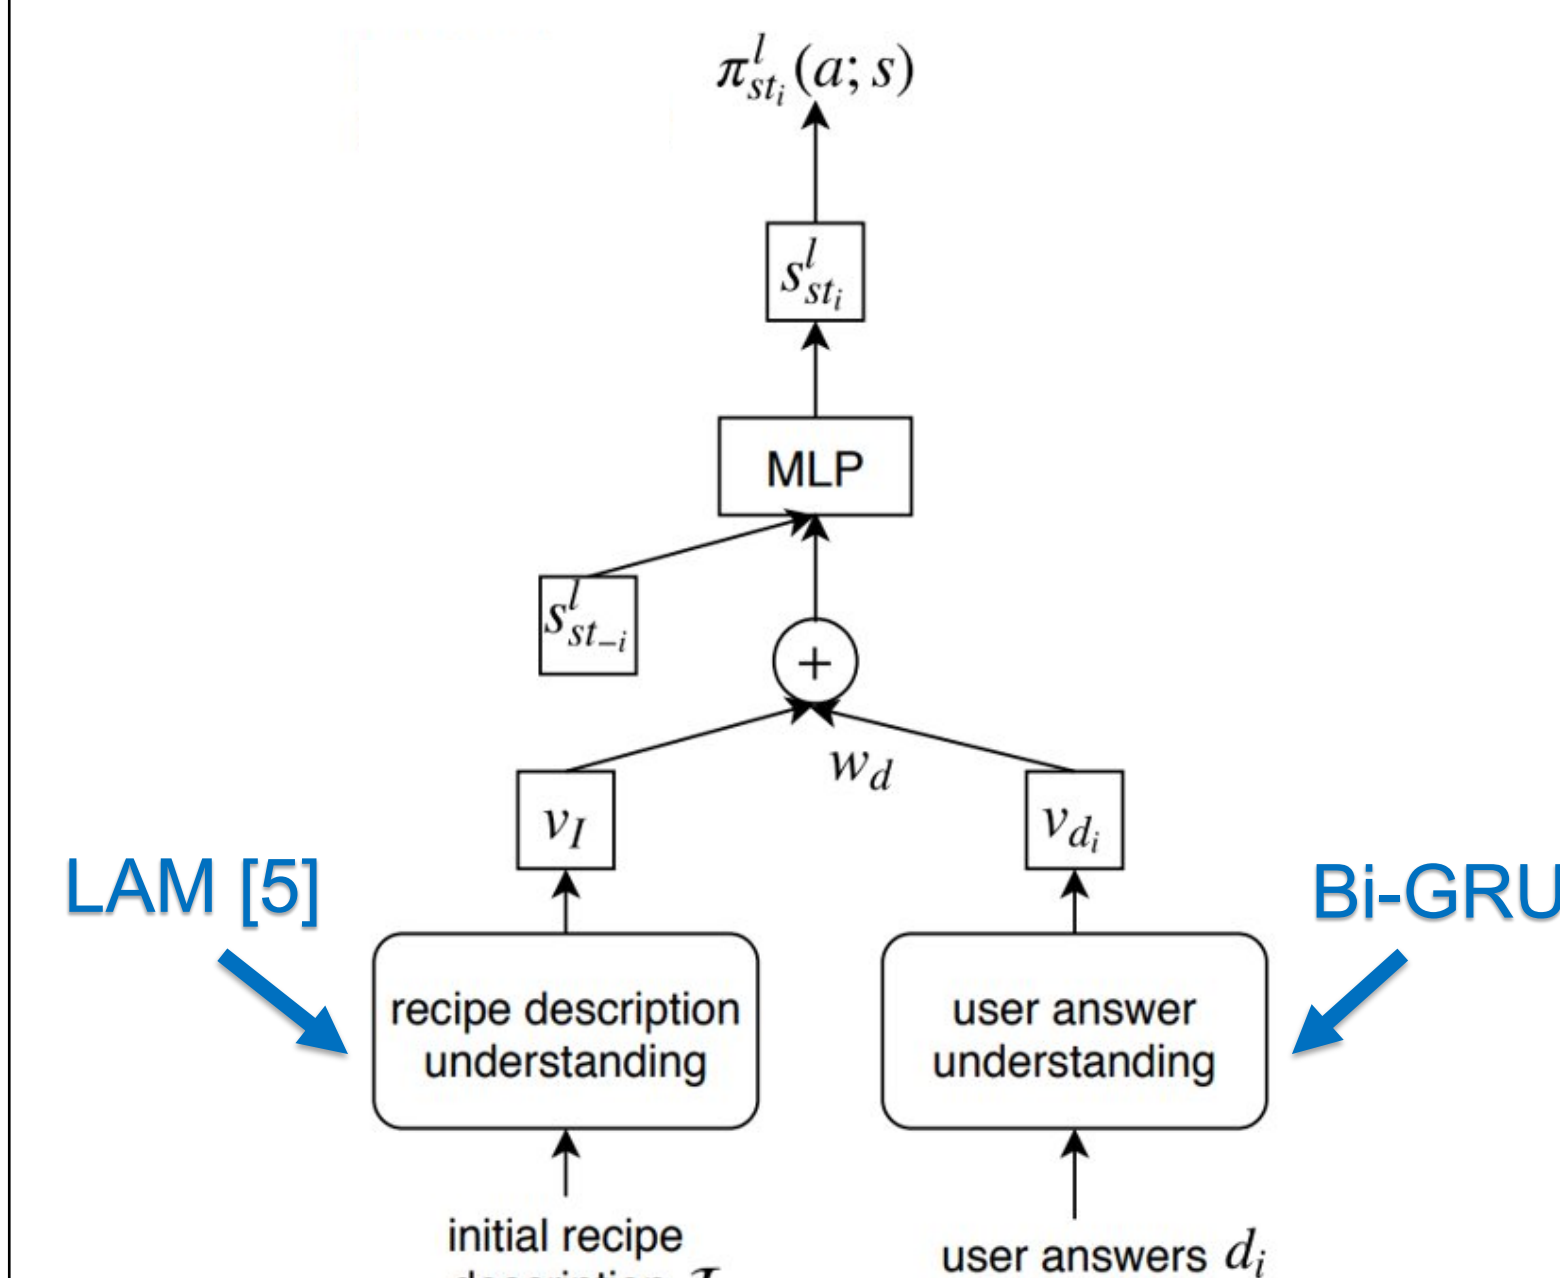 π^l_{st_i}(a; s)
s^l_{st_i}
MLP
s^l_{st_{-i}}
+
w_d
v_I
v_{d_i}
LAM [5]
Bi-GRU
recipe description
understanding
user answer
understanding
initial recipe
description I
user answers d_i